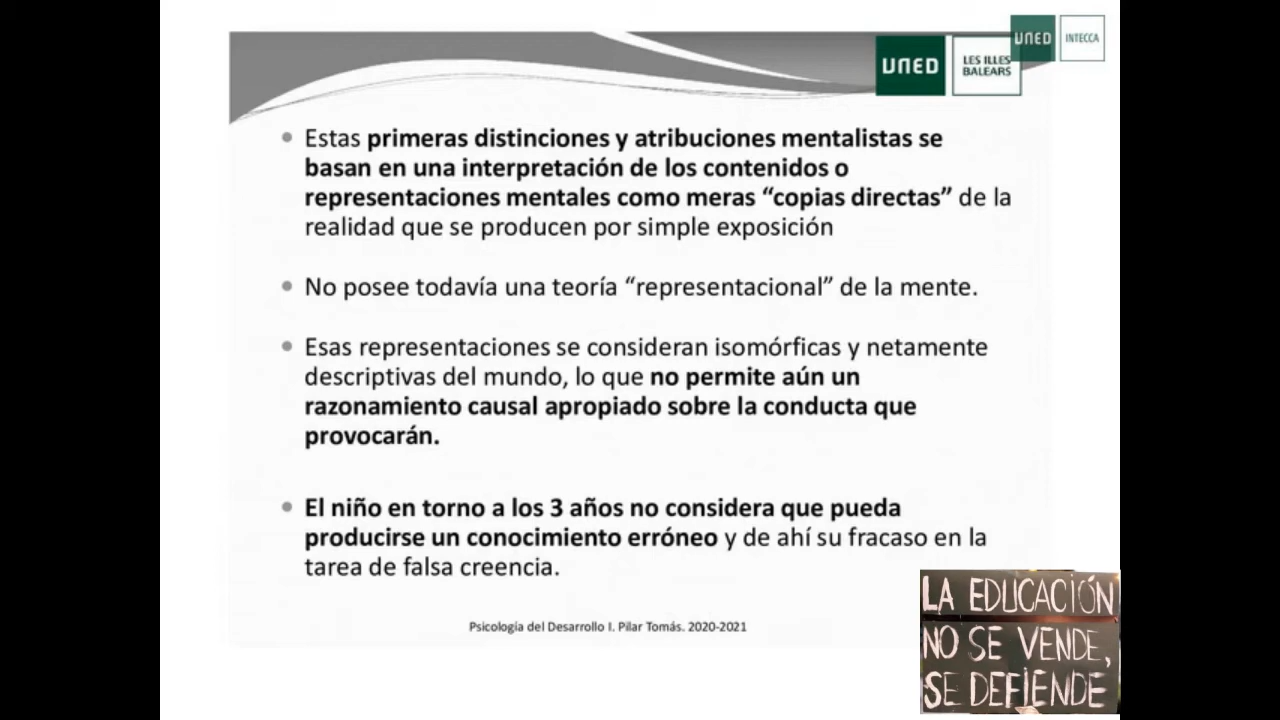 UNED
INTECCA
UNED
LES ILLES
BALEARS
Estas primeras distinciones y atribuciones mentalistas se
basan en una interpretación de los contenidos o
representaciones mentales como meras “copias directas” de la
realidad que se producen por simple exposición
No posee todavía una teoría “representacional” de la mente.
Esas representaciones se consideran isomórficas y netamente
descriptivas del mundo, lo que no permite aún un
razonamiento causal apropiado sobre la conducta que
provocarán.
El niño en torno a los 3 años no considera que pueda
producirse un conocimiento erróneo y de ahí su fracaso en la
tarea de falsa creencia.
Psicología del Desarrollo I. Pilar Tomás. 2020-2021
LA EDUCACIÓN
NO SE VENDE,
SE DEFIENDE